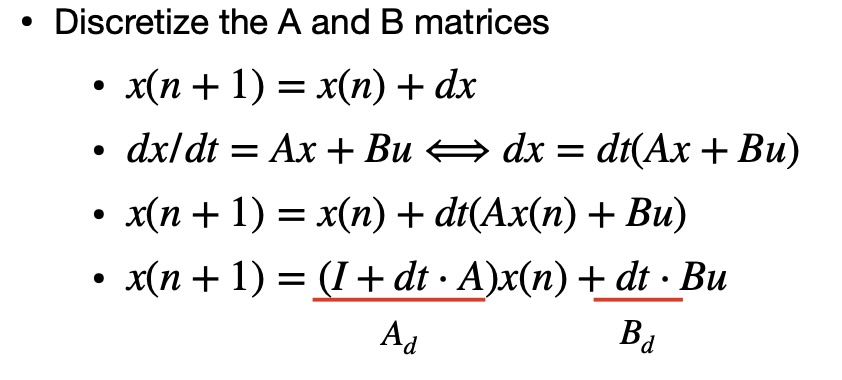 • Discretize the A and B matrices
• x(n + 1) = x(n) + dx
• dx/dt = Ax + Bu ⟺ dx = dt(Ax + Bu)
• x(n + 1) = x(n) + dt(Ax(n) + Bu)
• x(n + 1) = (I + dt · A)x(n) + dt · Bu
A_d B_d